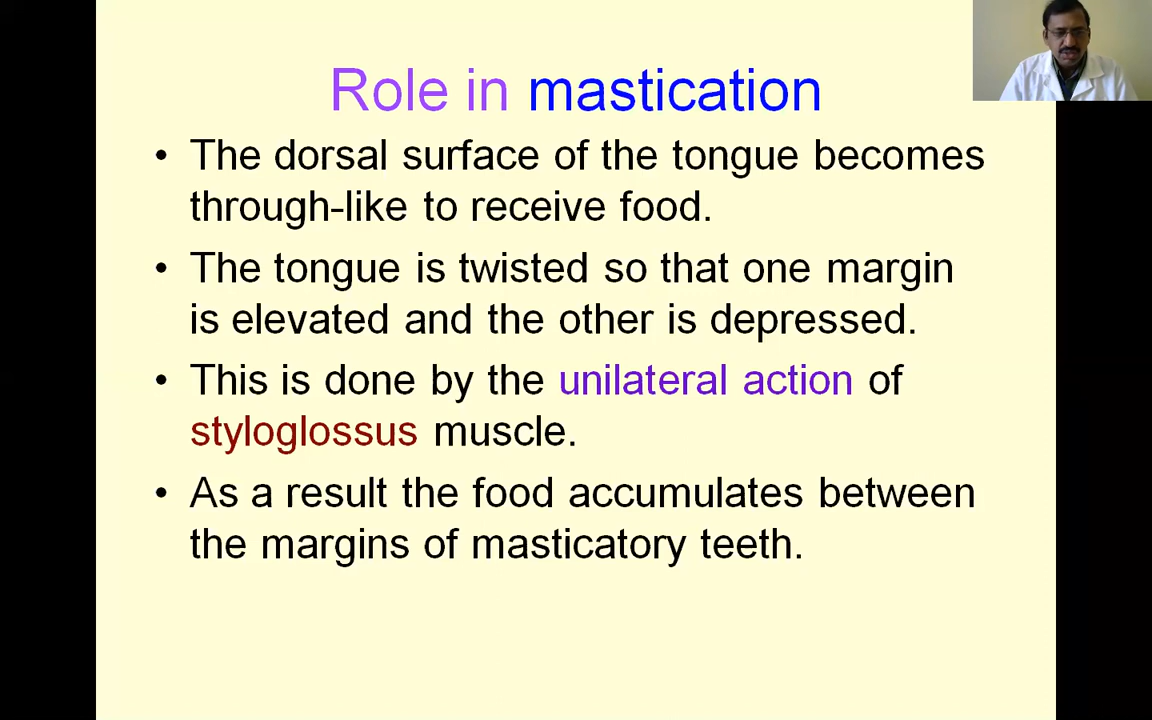 Role in mastication
• The dorsal surface of the tongue becomes
through-like to receive food.
• The tongue is twisted so that one margin
is elevated and the other is depressed.
• This is done by the unilateral action of
styloglossus muscle.
• As a result the food accumulates between
the margins of masticatory teeth.